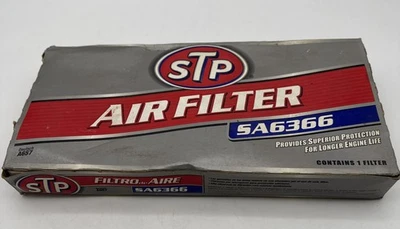 STP
AIR FILTER
SA6366
PROVIDES SUPERIOR PROTECTION
FOR LONGER ENGINE LIFE
A657
CONTAINS 1 FILTER
STP
FILTRO DE AIRE
SA6366